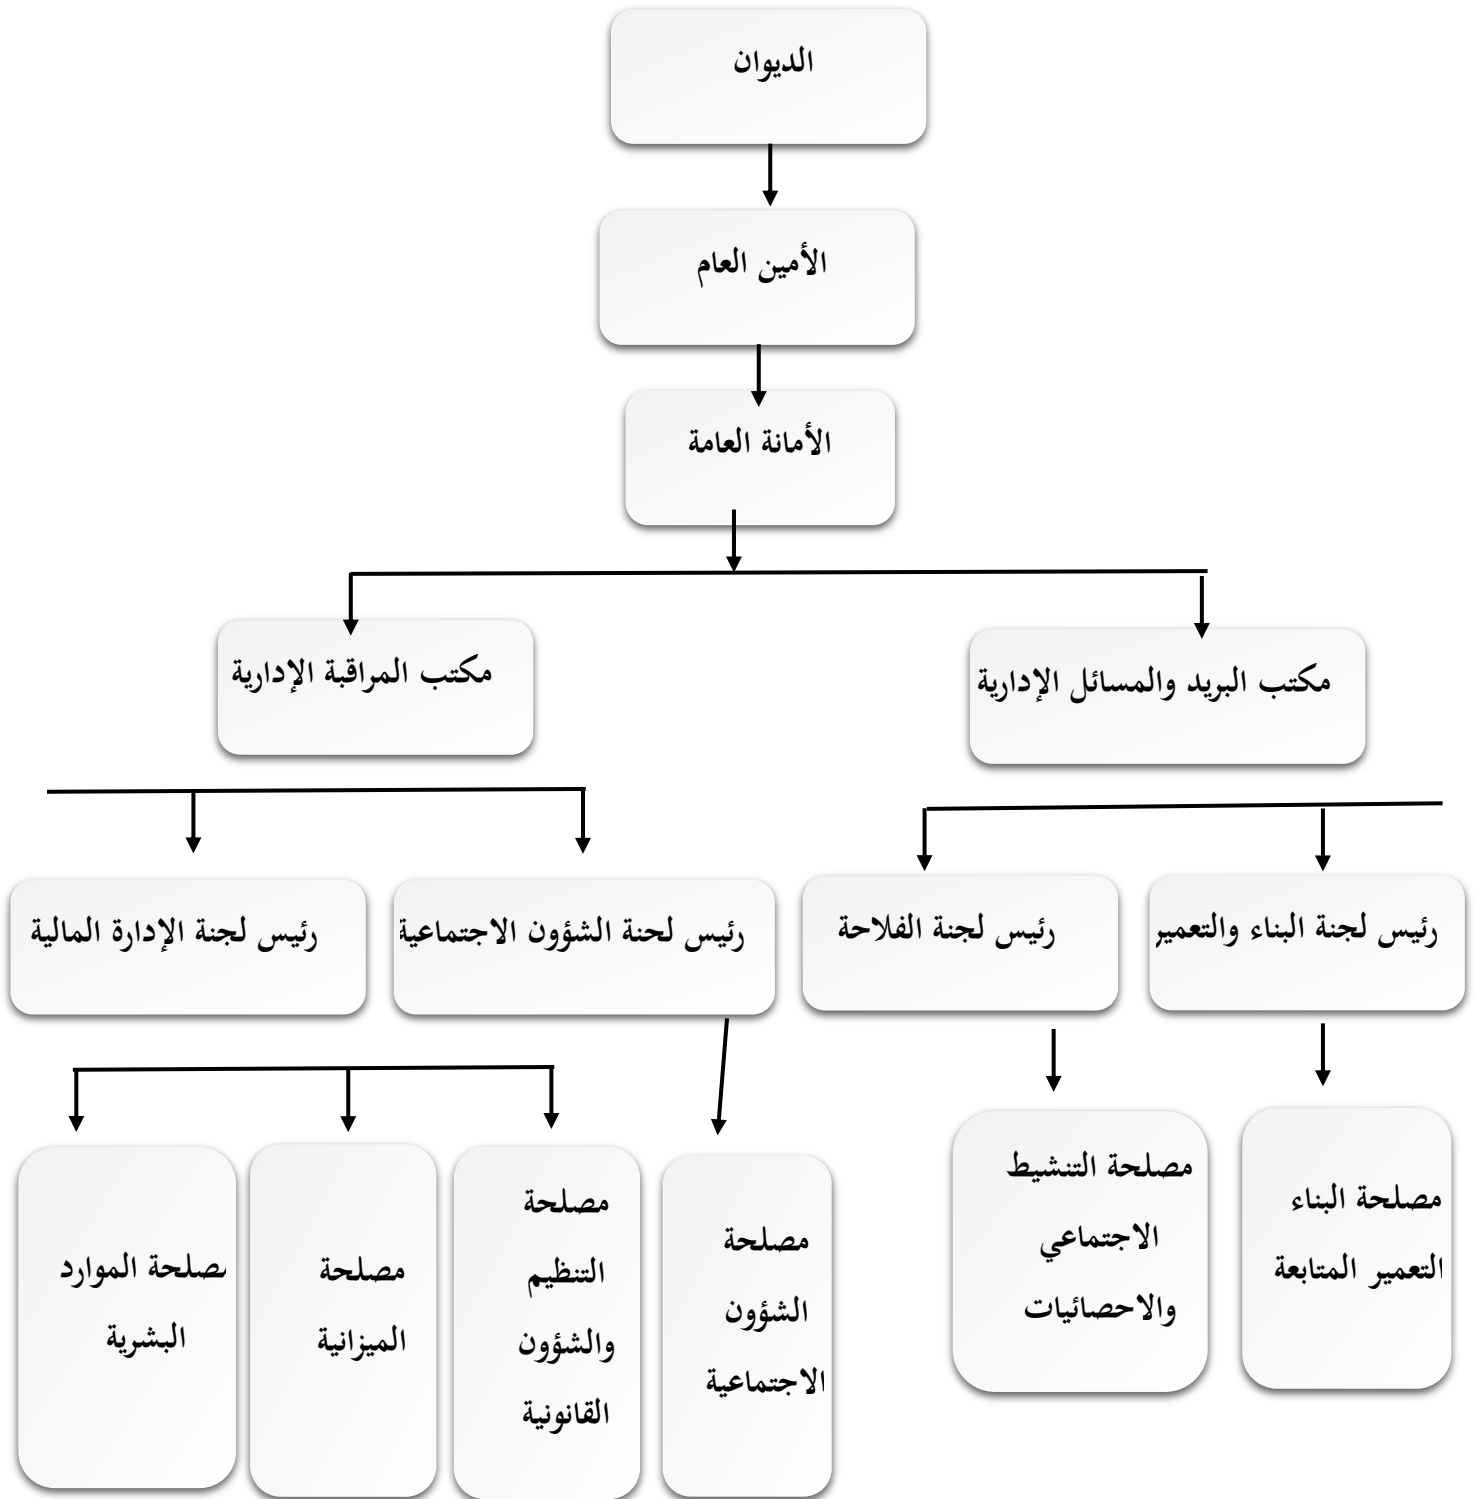 الديوان
الأمين العام
الأمانة العامة
مكتب البريد والمسائل الإدارية
مكتب المراقبة الإدارية
رئيس لجنة البناء والتعمير
رئيس لجنة الفلاحة
رئيس لحنة الشؤون الاجتماعية
رئيس لجنة الإدارة المالية
مصلحة البناء
التعمير المتابعة
مصلحة التنشيط
الاجتماعي
والاحصائيات
مصلحة
الشؤون
الاجتماعية
مصلحة
التنظيم
والشؤون
القانونية
مصلحة
الميزانية
مصلحة الموارد
البشرية